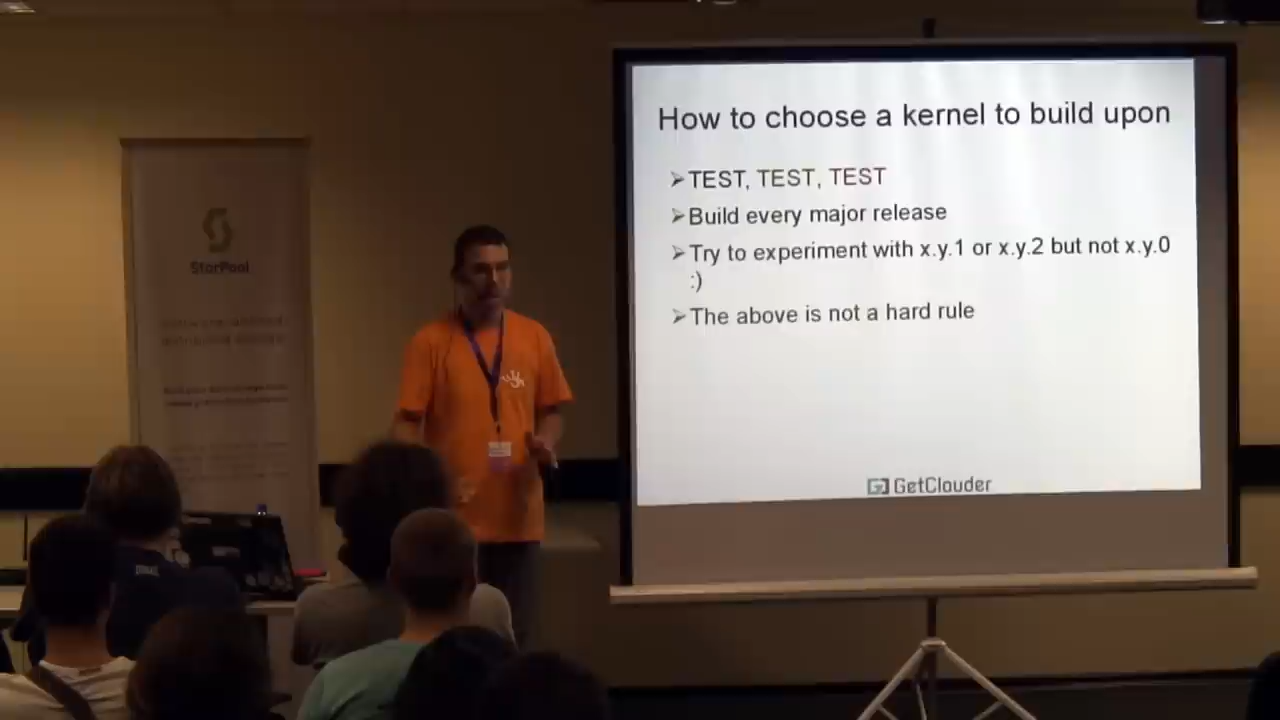 StorPool
How to choose a kernel to build upon
➢TEST, TEST, TEST
➢Build every major release
➢Try to experiment with x.y.1 or x.y.2 but not x.y.0
:)
➢The above is not a hard rule
GetClouder